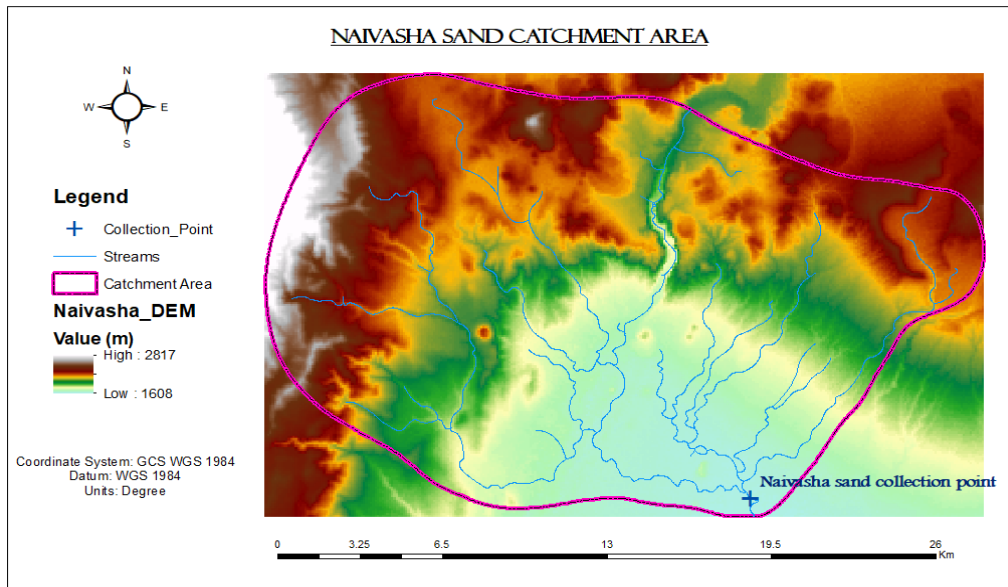 NAIVASHA SAND CATCHMENT AREA
N
W E
S
Legend
Collection_Point
Streams
Catchment Area
Naivasha_DEM
Value (m)
High : 2817
Low : 1608
Coordinate System: GCS WGS 1984
Datum: WGS 1984
Units: Degree
Naivasha sand collection point
0 3.25 6.5 13 19.5 26
Km